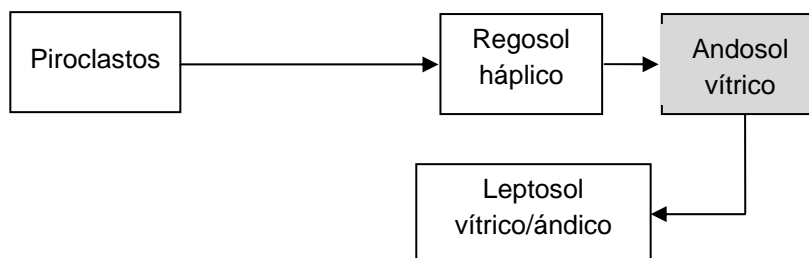 Piroclastos
Regosol
háplico
Andosol
vítrico
Leptosol
vítrico/ándico